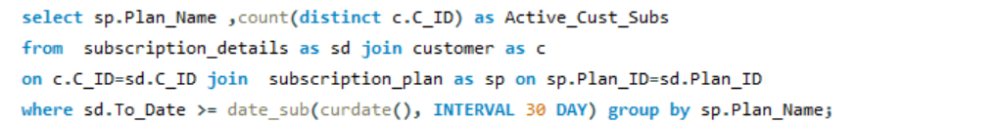 select sp.Plan_Name ,count(distinct c.C_ID) as Active_Cust_Subs
from  subscription_details as sd join customer as c
on c.C_ID=sd.C_ID join  subscription_plan as sp on sp.Plan_ID=sd.Plan_ID
where sd.To_Date >= date_sub(curdate(), INTERVAL 30 DAY) group by sp.Plan_Name;